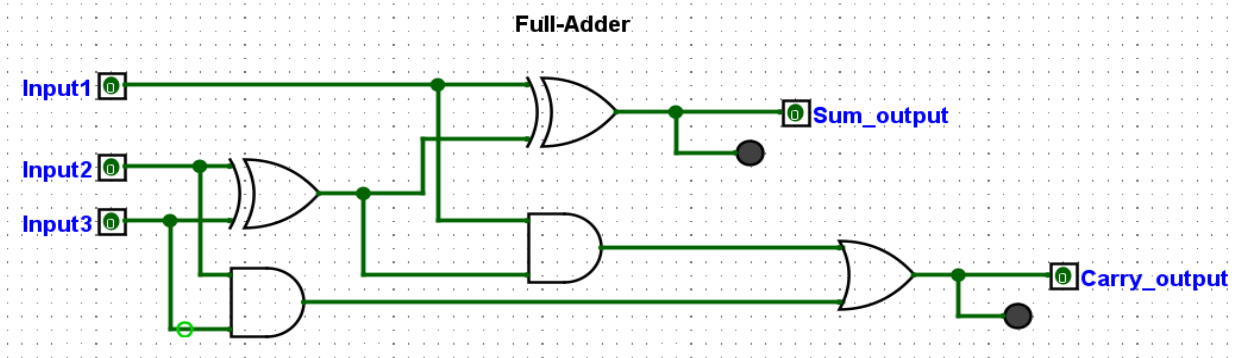 Full-Adder
Input1 0
0 Sum_output
Input2 0
Input3 0
0 Carry_output